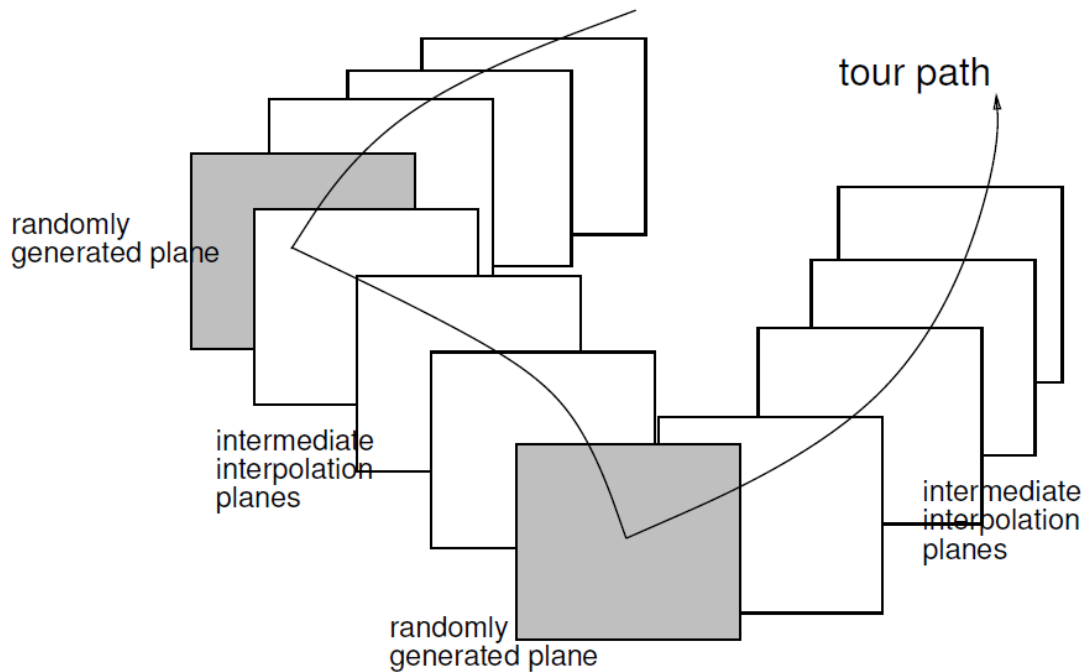 tour path
randomly
generated plane
intermediate
interpolation
planes
intermediate
interpolation
planes
randomly
generated plane